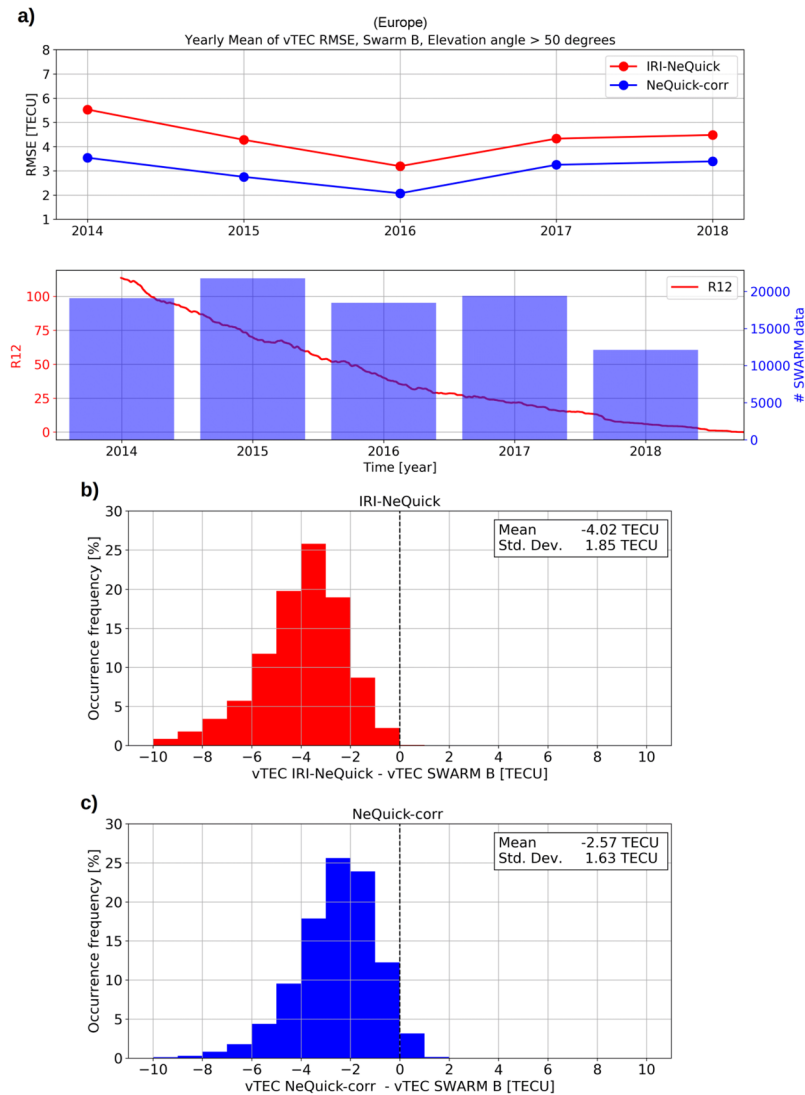 a)
(Europe)
Yearly Mean of vTEC RMSE, Swarm B, Elevation angle > 50 degrees
8
7
6
5
4
3
2
1
RMSE [TECU]
IRI-NeQuick
NeQuick-corr
2014 2015 2016 2017 2018
100
75
50
25
0
R12
R12
20000
15000
10000
5000
0
# SWARM data
2014 2015 2016 2017 2018
Time [year]
b)
IRI-NeQuick
30
25
20
15
10
5
0
Occurrence frequency [%]
Mean -4.02 TECU
Std. Dev. 1.85 TECU
−10 −8 −6 −4 −2 0 2 4 6 8 10
vTEC IRI-NeQuick - vTEC SWARM B [TECU]
c)
NeQuick-corr
30
25
20
15
10
5
0
Occurrence frequency [%]
Mean -2.57 TECU
Std. Dev. 1.63 TECU
−10 −8 −6 −4 −2 0 2 4 6 8 10
vTEC NeQuick-corr - vTEC SWARM B [TECU]